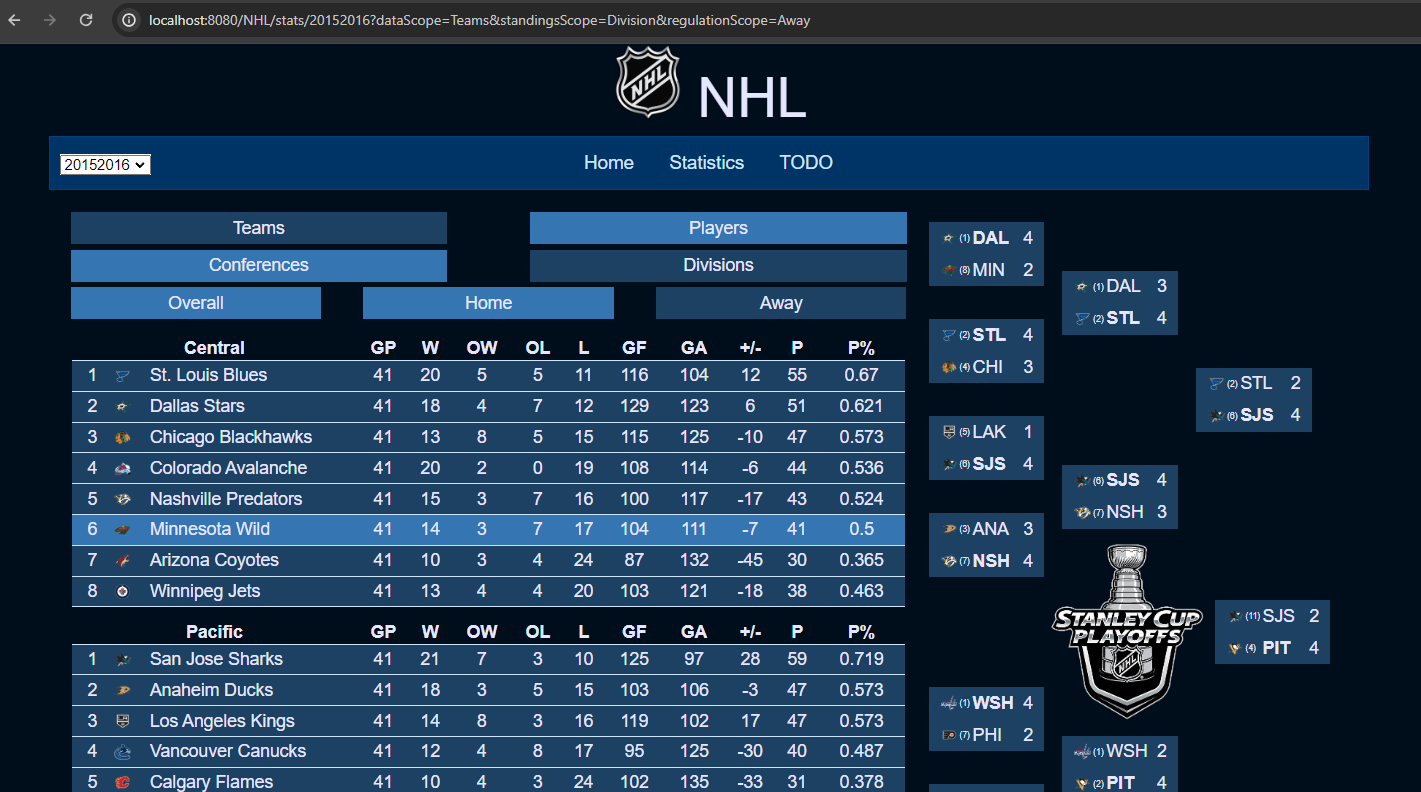 localhost:8080/NHL/stats/20152016?dataScope=Teams&standingsScope=Division&regulationScope=Away
NHL NHL
20152016 Home Statistics TODO
Teams Players
Conferences Divisions
Overall Home Away
Central GP W OW OL L GF GA +/- P P%
1 St. Louis Blues 41 20 5 5 11 116 104 12 55 0.67
2 Dallas Stars 41 18 4 7 12 129 123 6 51 0.621
3 Chicago Blackhawks 41 13 8 5 15 115 125 -10 47 0.573
4 Colorado Avalanche 41 20 2 0 19 108 114 -6 44 0.536
5 Nashville Predators 41 15 3 7 16 100 117 -17 43 0.524
6 Minnesota Wild 41 14 3 7 17 104 111 -7 41 0.5
7 Arizona Coyotes 41 10 3 4 24 87 132 -45 30 0.365
8 Winnipeg Jets 41 13 4 4 20 103 121 -18 38 0.463
Pacific GP W OW OL L GF GA +/- P P%
1 San Jose Sharks 41 21 7 3 10 125 97 28 59 0.719
2 Anaheim Ducks 41 18 3 5 15 103 106 -3 47 0.573
3 Los Angeles Kings 41 14 8 3 16 119 102 17 47 0.573
4 Vancouver Canucks 41 12 4 8 17 95 125 -30 40 0.487
5 Calgary Flames 41 10 4 3 24 102 135 -33 31 0.378
(1) DAL 4
(8) MIN 2
(2) STL 4
(4) CHI 3
(5) LAK 1
(6) SJS 4
(3) ANA 3
(7) NSH 4
(1) DAL 3
(2) STL 4
(6) SJS 4
(7) NSH 3
(2) STL 2
(6) SJS 4
STANLEY CUP
PLAYOFFS
NHL
(11) SJS 2
(4) PIT 4
(1) WSH 4
(7) PHI 2
(1) WSH 2
(2) PIT 4